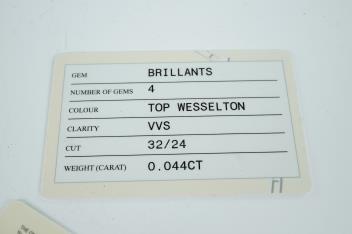 GEM BRILLANTS
NUMBER OF GEMS 4
COLOUR TOP WESSELTON
CLARITY VVS
CUT 32/24
WEIGHT (CARAT) 0.044CT